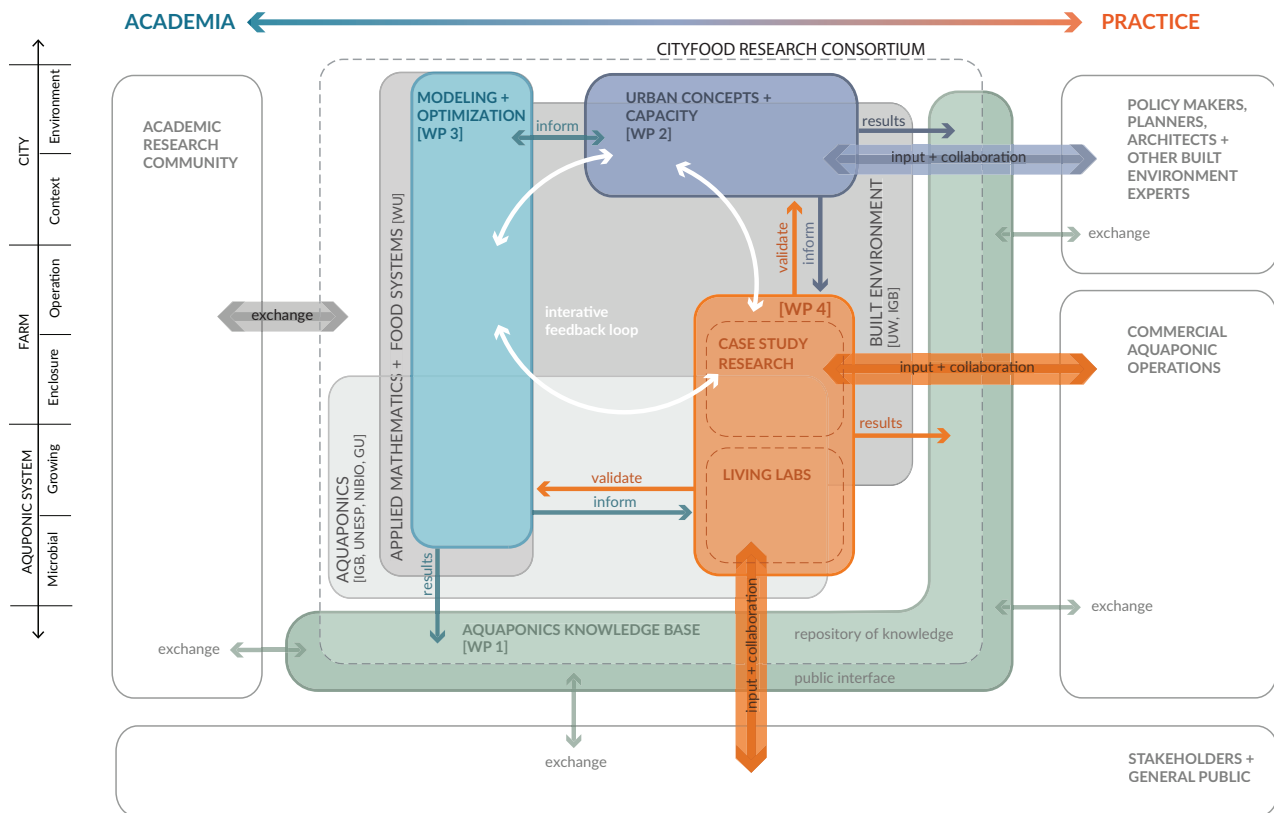 ACADEMIA
PRACTICE
CITYFOOD RESEARCH CONSORTIUM
CITY
Environment
Context
FARM
Operation
Enclosure
AQUPONIC SYSTEM
Growing
Microbial
ACADEMIC
RESEARCH
COMMUNITY
exchange
exchange
MODELING +
OPTIMIZATION
[WP 3]
inform
URBAN CONCEPTS +
CAPACITY
[WP 2]
results
input + collaboration
POLICY MAKERS,
PLANNERS,
ARCHITECTS +
OTHER BUILT
ENVIRONMENT
EXPERTS
exchange
validate
inform
BUILT ENVIRONMENT
[UW, IGB]
APPLIED MATHEMATICS + FOOD SYSTEMS [WU]
AQUAPONICS
[IGB, UNESP, NIBIO, GU]
interative
feedback loop
[WP 4]
CASE STUDY
RESEARCH
input + collaboration
COMMERCIAL
AQUAPONIC
OPERATIONS
results
LIVING LABS
validate
inform
results
input + collaboration
exchange
AQUAPONICS KNOWLEDGE BASE
[WP 1]
repository of knowledge
public interface
exchange
STAKEHOLDERS +
GENERAL PUBLIC